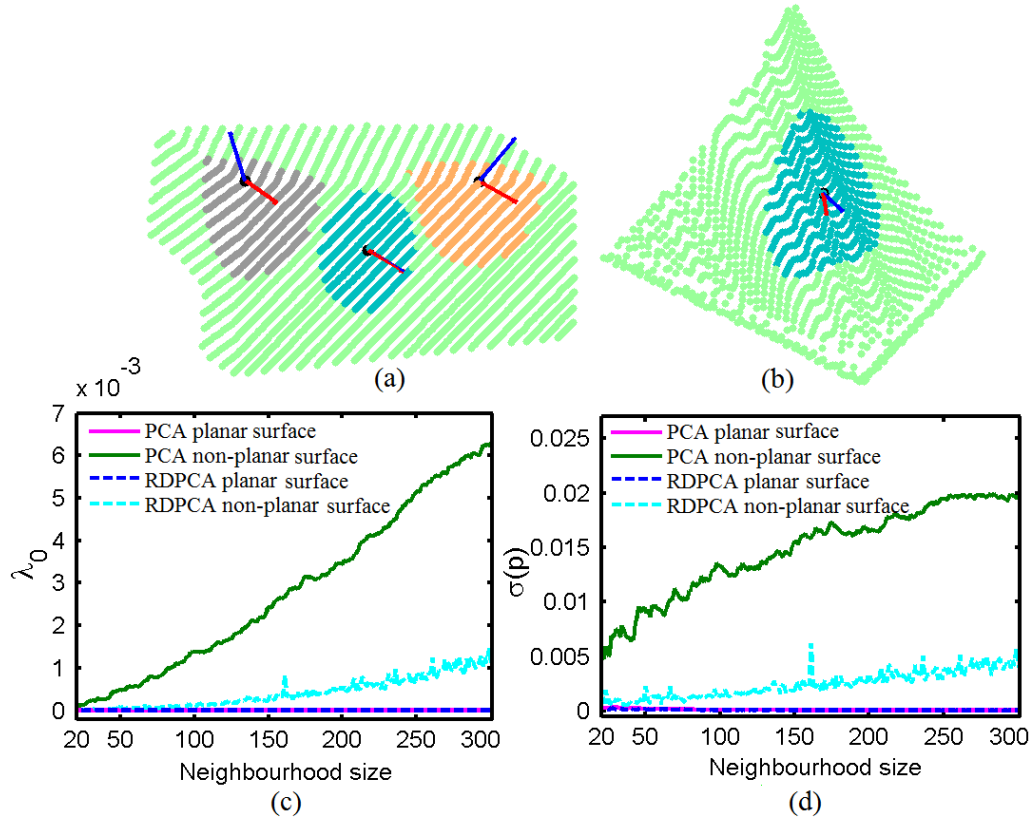 (a)
(b)
x 10⁻³
7
6
5
4
3
2
1
0
λ₀
PCA planar surface
PCA non-planar surface
RDPCA planar surface
RDPCA non-planar surface
20 50 100 150 200 250 300
Neighbourhood size
(c)
0.025
0.02
0.015
0.01
0.005
0
σ(p)
PCA planar surface
PCA non-planar surface
RDPCA planar surface
RDPCA non-planar surface
20 50 100 150 200 250 300
Neighbourhood size
(d)